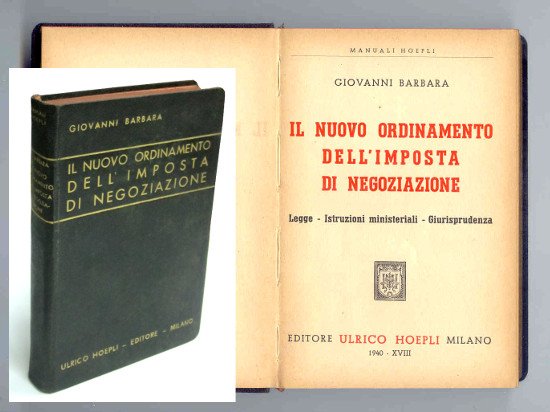 MANUALI HOEPLI
GIOVANNI BARBARA
IL NUOVO ORDINAMENTO
DELL'IMPOSTA
DI NEGOZIAZIONE
Legge - Istruzioni ministeriali - Giurisprudenza
EDITORE ULRICO HOEPLI MILANO
1940 - XVIII
GIOVANNI BARBARA
IL NUOVO ORDINAMENTO
DELL'IMPOSTA
DI NEGOZIAZIONE
ULRICO HOEPLI - EDITORE - MILANO